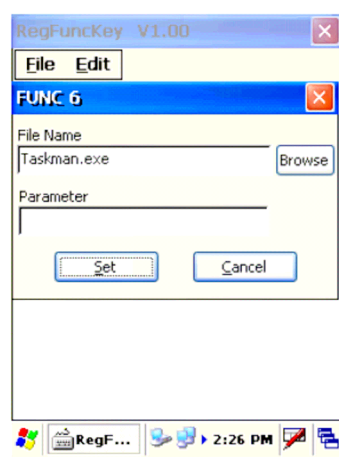 RegFuncKey V1.00
File Edit
FUNC 6
File Name
Taskman.exe
Browse
Parameter
Set Cancel
RegF... 2:26 PM